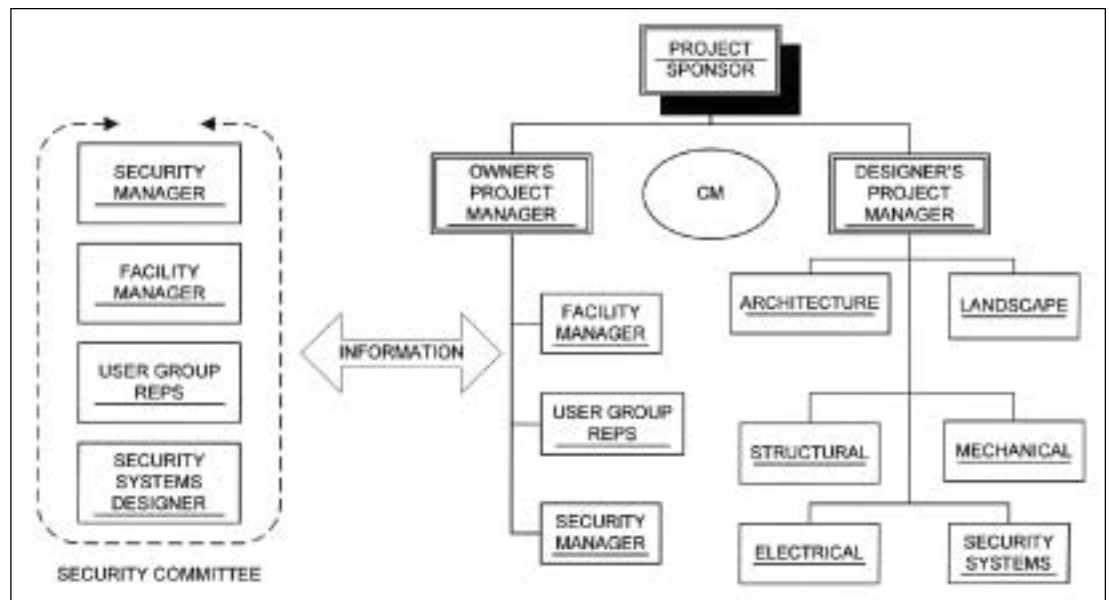 PROJECT
SPONSOR
SECURITY
MANAGER
FACILITY
MANAGER
USER GROUP
REPS
SECURITY
SYSTEMS
DESIGNER
SECURITY COMMITTEE
INFORMATION
OWNER'S
PROJECT
MANAGER
CM
DESIGNER'S
PROJECT
MANAGER
FACILITY
MANAGER
USER GROUP
REPS
SECURITY
MANAGER
ARCHITECTURE
LANDSCAPE
STRUCTURAL
MECHANICAL
ELECTRICAL
SECURITY
SYSTEMS